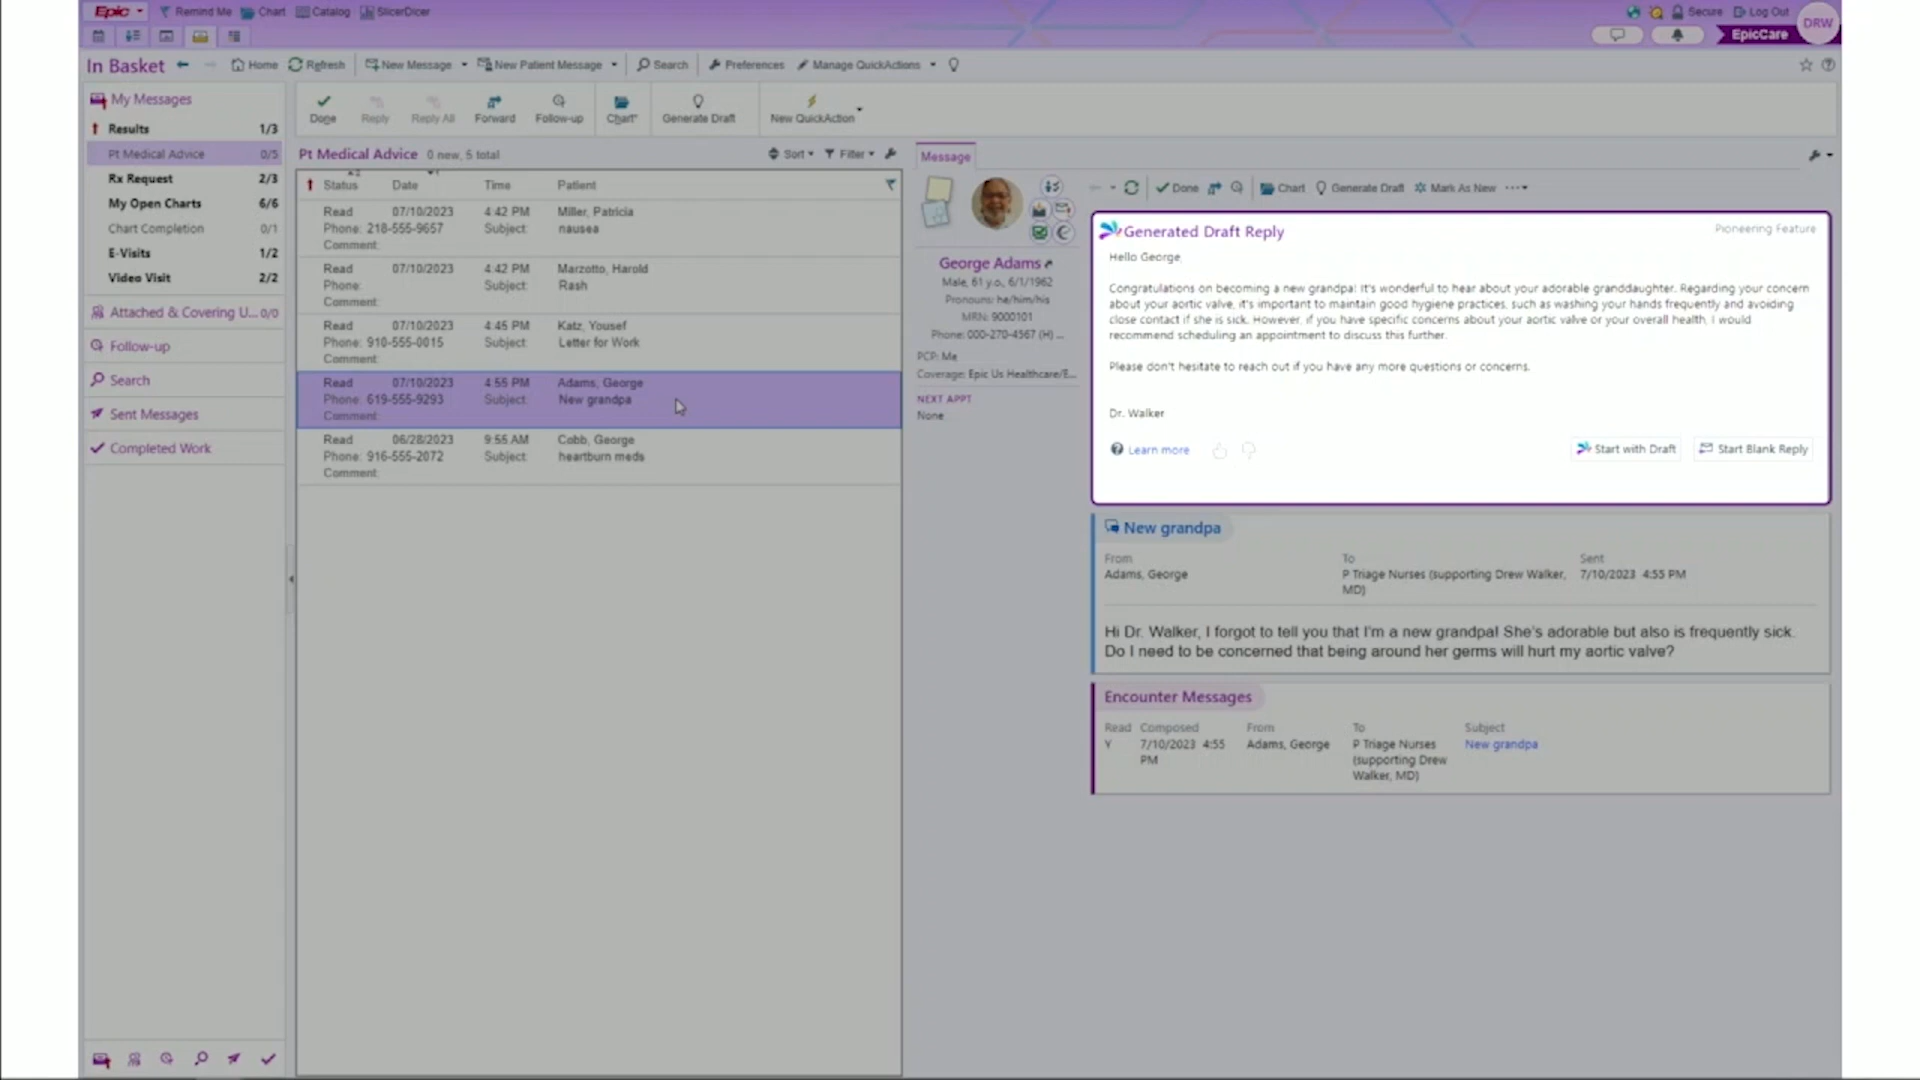 Epic
Remind Me
Chart
Catalog
SlicerDicer
Secure
Log Out
DRW
EpicCare
In Basket
Home
Refresh
New Message
New Patient Message
Search
Preferences
Manage QuickActions
My Messages
Results 1/3
Pt Medical Advice 0/5
Rx Request 2/3
My Open Charts 6/6
Chart Completion 0/1
E-Visits 1/2
Video Visit 2/2
Attached & Covering U... 0/0
Follow-up
Search
Sent Messages
Completed Work
Done
Reply
Reply All
Forward
Follow-up
Chart
Generate Draft
New QuickAction
Pt Medical Advice 0 new, 5 total
Sort
Filter
Status Date Time Patient
Read 07/10/2023 4:42 PM Miller, Patricia
Phone: 218-555-9657 Subject: nausea
Comment:
Read 07/10/2023 4:42 PM Marzotto, Harold
Phone: Subject: Rash
Comment:
Read 07/10/2023 4:45 PM Katz, Yousef
Phone: 910-555-0015 Subject: Letter for Work
Comment:
Read 07/10/2023 4:55 PM Adams, George
Phone: 619-555-9293 Subject: New grandpa
Comment:
Read 06/28/2023 9:55 AM Cobb, George
Phone: 916-555-2072 Subject: heartburn meds
Comment:
Message
George Adams
Male, 61 y.o., 6/1/1962
Pronouns: he/him/his
MRN: 9000101
Phone: 000-270-4567 (H) ...
PCP: Me
Coverage: Epic Us Healthcare/E...
NEXT APPT
None
Done
Chart
Generate Draft
Mark As New
Generated Draft Reply
Pioneering Feature
Hello George,
Congratulations on becoming a new grandpa! It's wonderful to hear about your adorable granddaughter. Regarding your concern
about your aortic valve, it's important to maintain good hygiene practices, such as washing your hands frequently and avoiding
close contact if she is sick. However, if you have specific concerns about your aortic valve or your overall health, I would
recommend scheduling an appointment to discuss this further.
Please don't hesitate to reach out if you have any more questions or concerns.
Dr. Walker
Learn more
Start with Draft
Start Blank Reply
New grandpa
From To Sent
Adams, George P Triage Nurses (supporting Drew Walker, 7/10/2023 4:55 PM
MD)
Hi Dr. Walker, I forgot to tell you that I'm a new grandpa! She's adorable but also is frequently sick.
Do I need to be concerned that being around her germs will hurt my aortic valve?
Encounter Messages
Read Composed From To Subject
Y 7/10/2023 4:55 Adams, George P Triage Nurses New grandpa
PM (supporting Drew
Walker, MD)